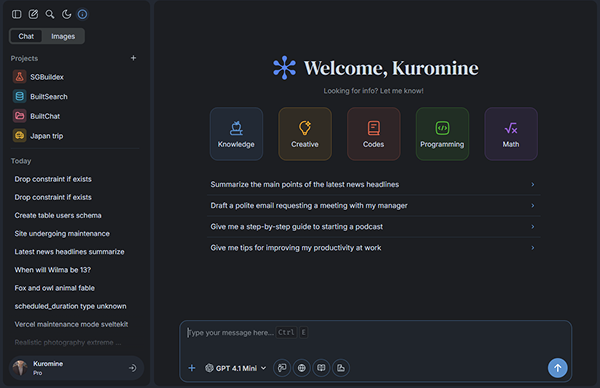 Chat
Images
Projects
SGBuildex
BuiltSearch
BuiltChat
Japan trip
Today
Drop constraint if exists
Drop constraint if exists
Create table users schema
Site undergoing maintenance
Latest news headlines summarize
When will Wilma be 13?
Fox and owl animal fable
scheduled_duration type unknown
Vercel maintenance mode sveltekit
Realistic photography extreme ...
Kuromine
Pro
Welcome, Kuromine
Looking for info? Let me know!
Knowledge
Creative
Codes
Programming
Math
Summarize the main points of the latest news headlines
Draft a polite email requesting a meeting with my manager
Give me a step-by-step guide to starting a podcast
Give me tips for improving my productivity at work
Type your message here... Ctrl E
GPT 4.1 Mini